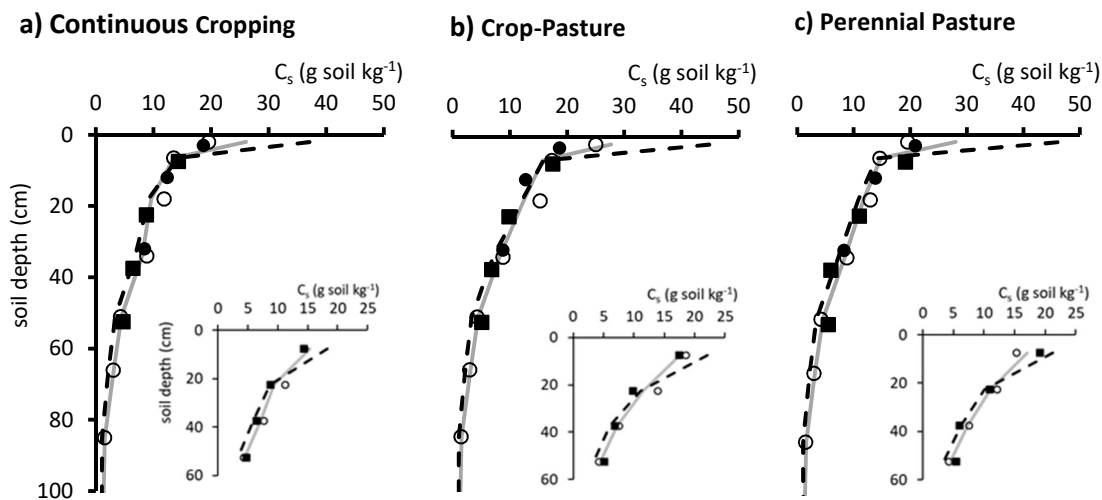 a) Continuous Cropping
b) Crop-Pasture
c) Perennial Pasture
Cs (g soil kg-1)
Cs (g soil kg-1)
Cs (g soil kg-1)
0 10 20 30 40 50
0 10 20 30 40 50
0 10 20 30 40 50
0
20
40
60
80
100
soil depth (cm)
Cs (g soil kg-1)
0 5 10 15 20 25
0
20
40
60
soil depth (cm)
Cs (g soil kg-1)
0 5 10 15 20 25
0
20
40
60
Cs (g soil kg-1)
0 5 10 15 20 25
0
20
40
60